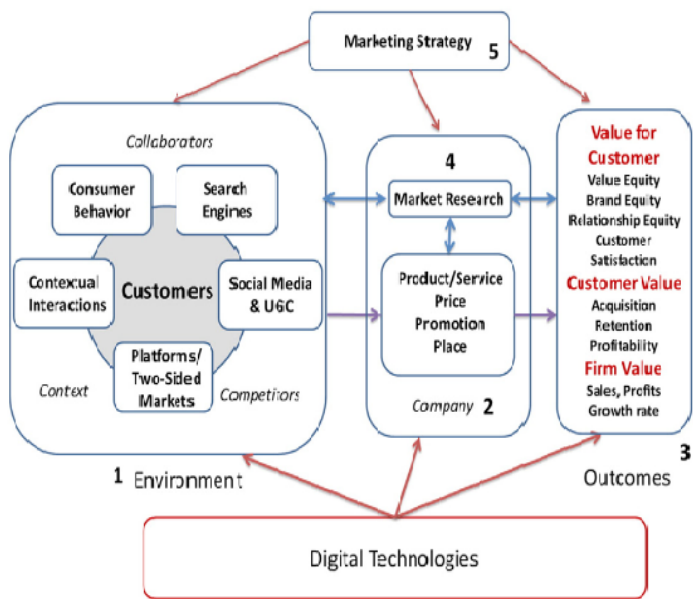 Marketing Strategy
5
Collaborators
Consumer
Behavior
Search
Engines
Contextual
Interactions
Customers
Social Media
& UGC
Platforms/
Two-Sided
Markets
Context
Competitors
1 Environment
4
Market Research
Product/Service
Price
Promotion
Place
Company 2
Value for
Customer
Value Equity
Brand Equity
Relationship Equity
Customer
Satisfaction
Customer Value
Acquisition
Retention
Profitability
Firm Value
Sales, Profits
Growth rate
3
Outcomes
Digital Technologies